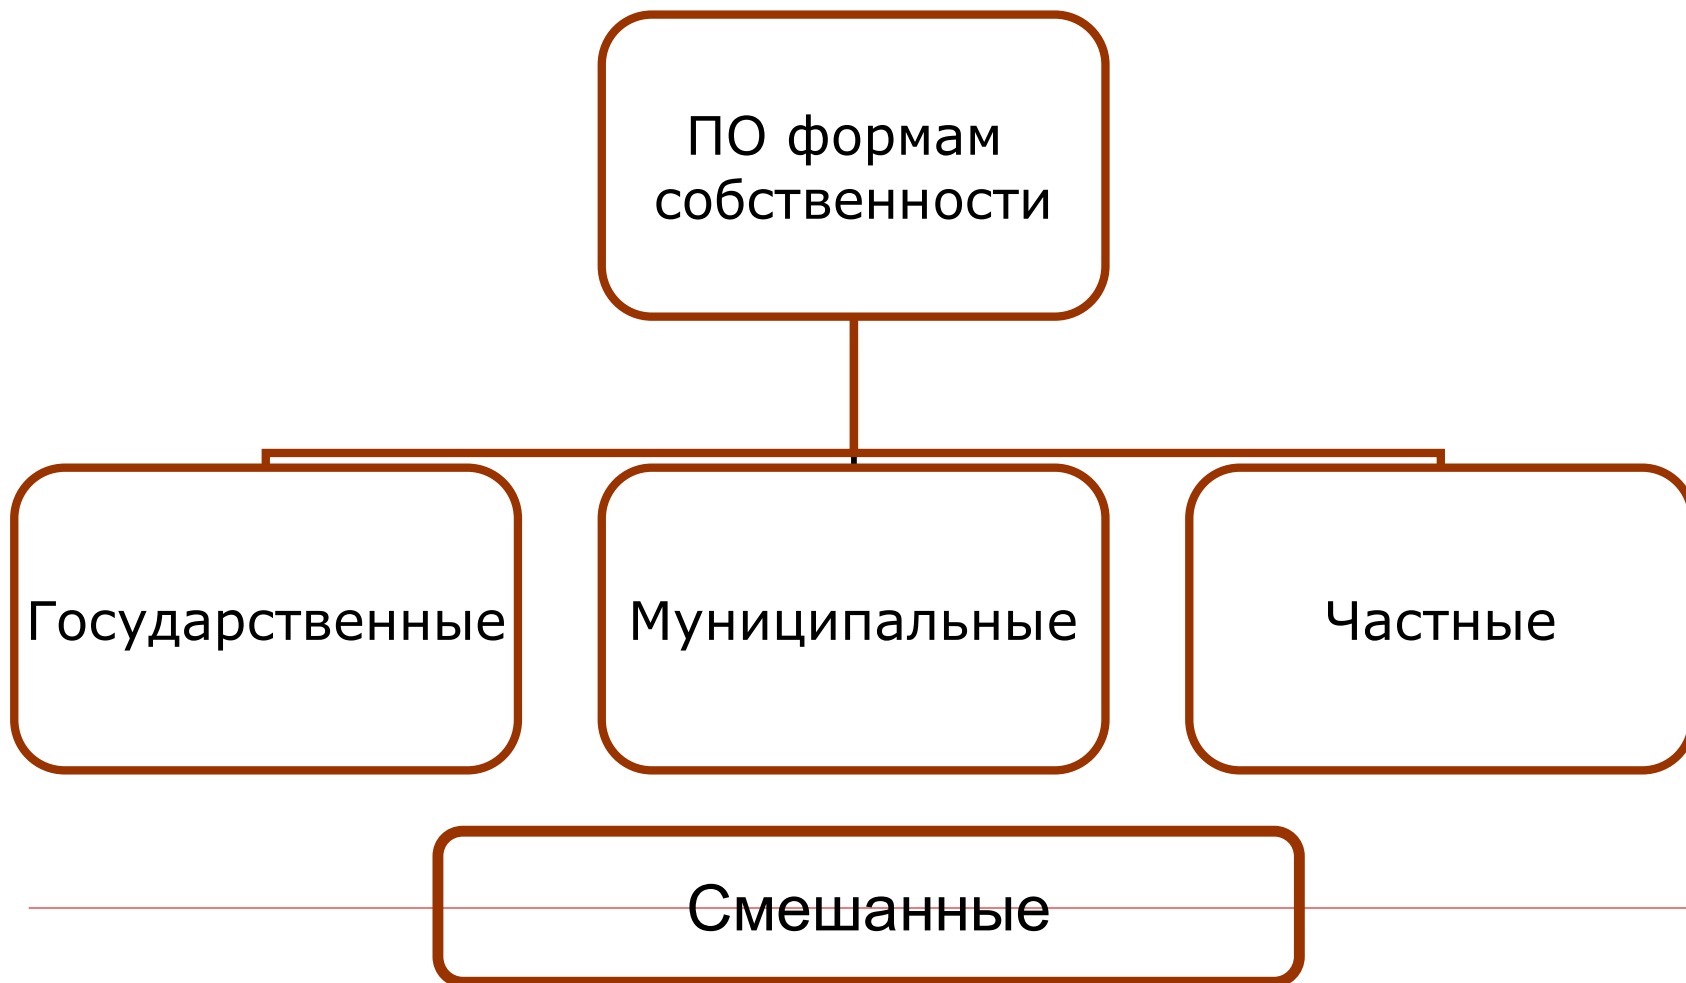 ПО формам
собственности
Государственные
Муниципальные
Частные
Смешанные